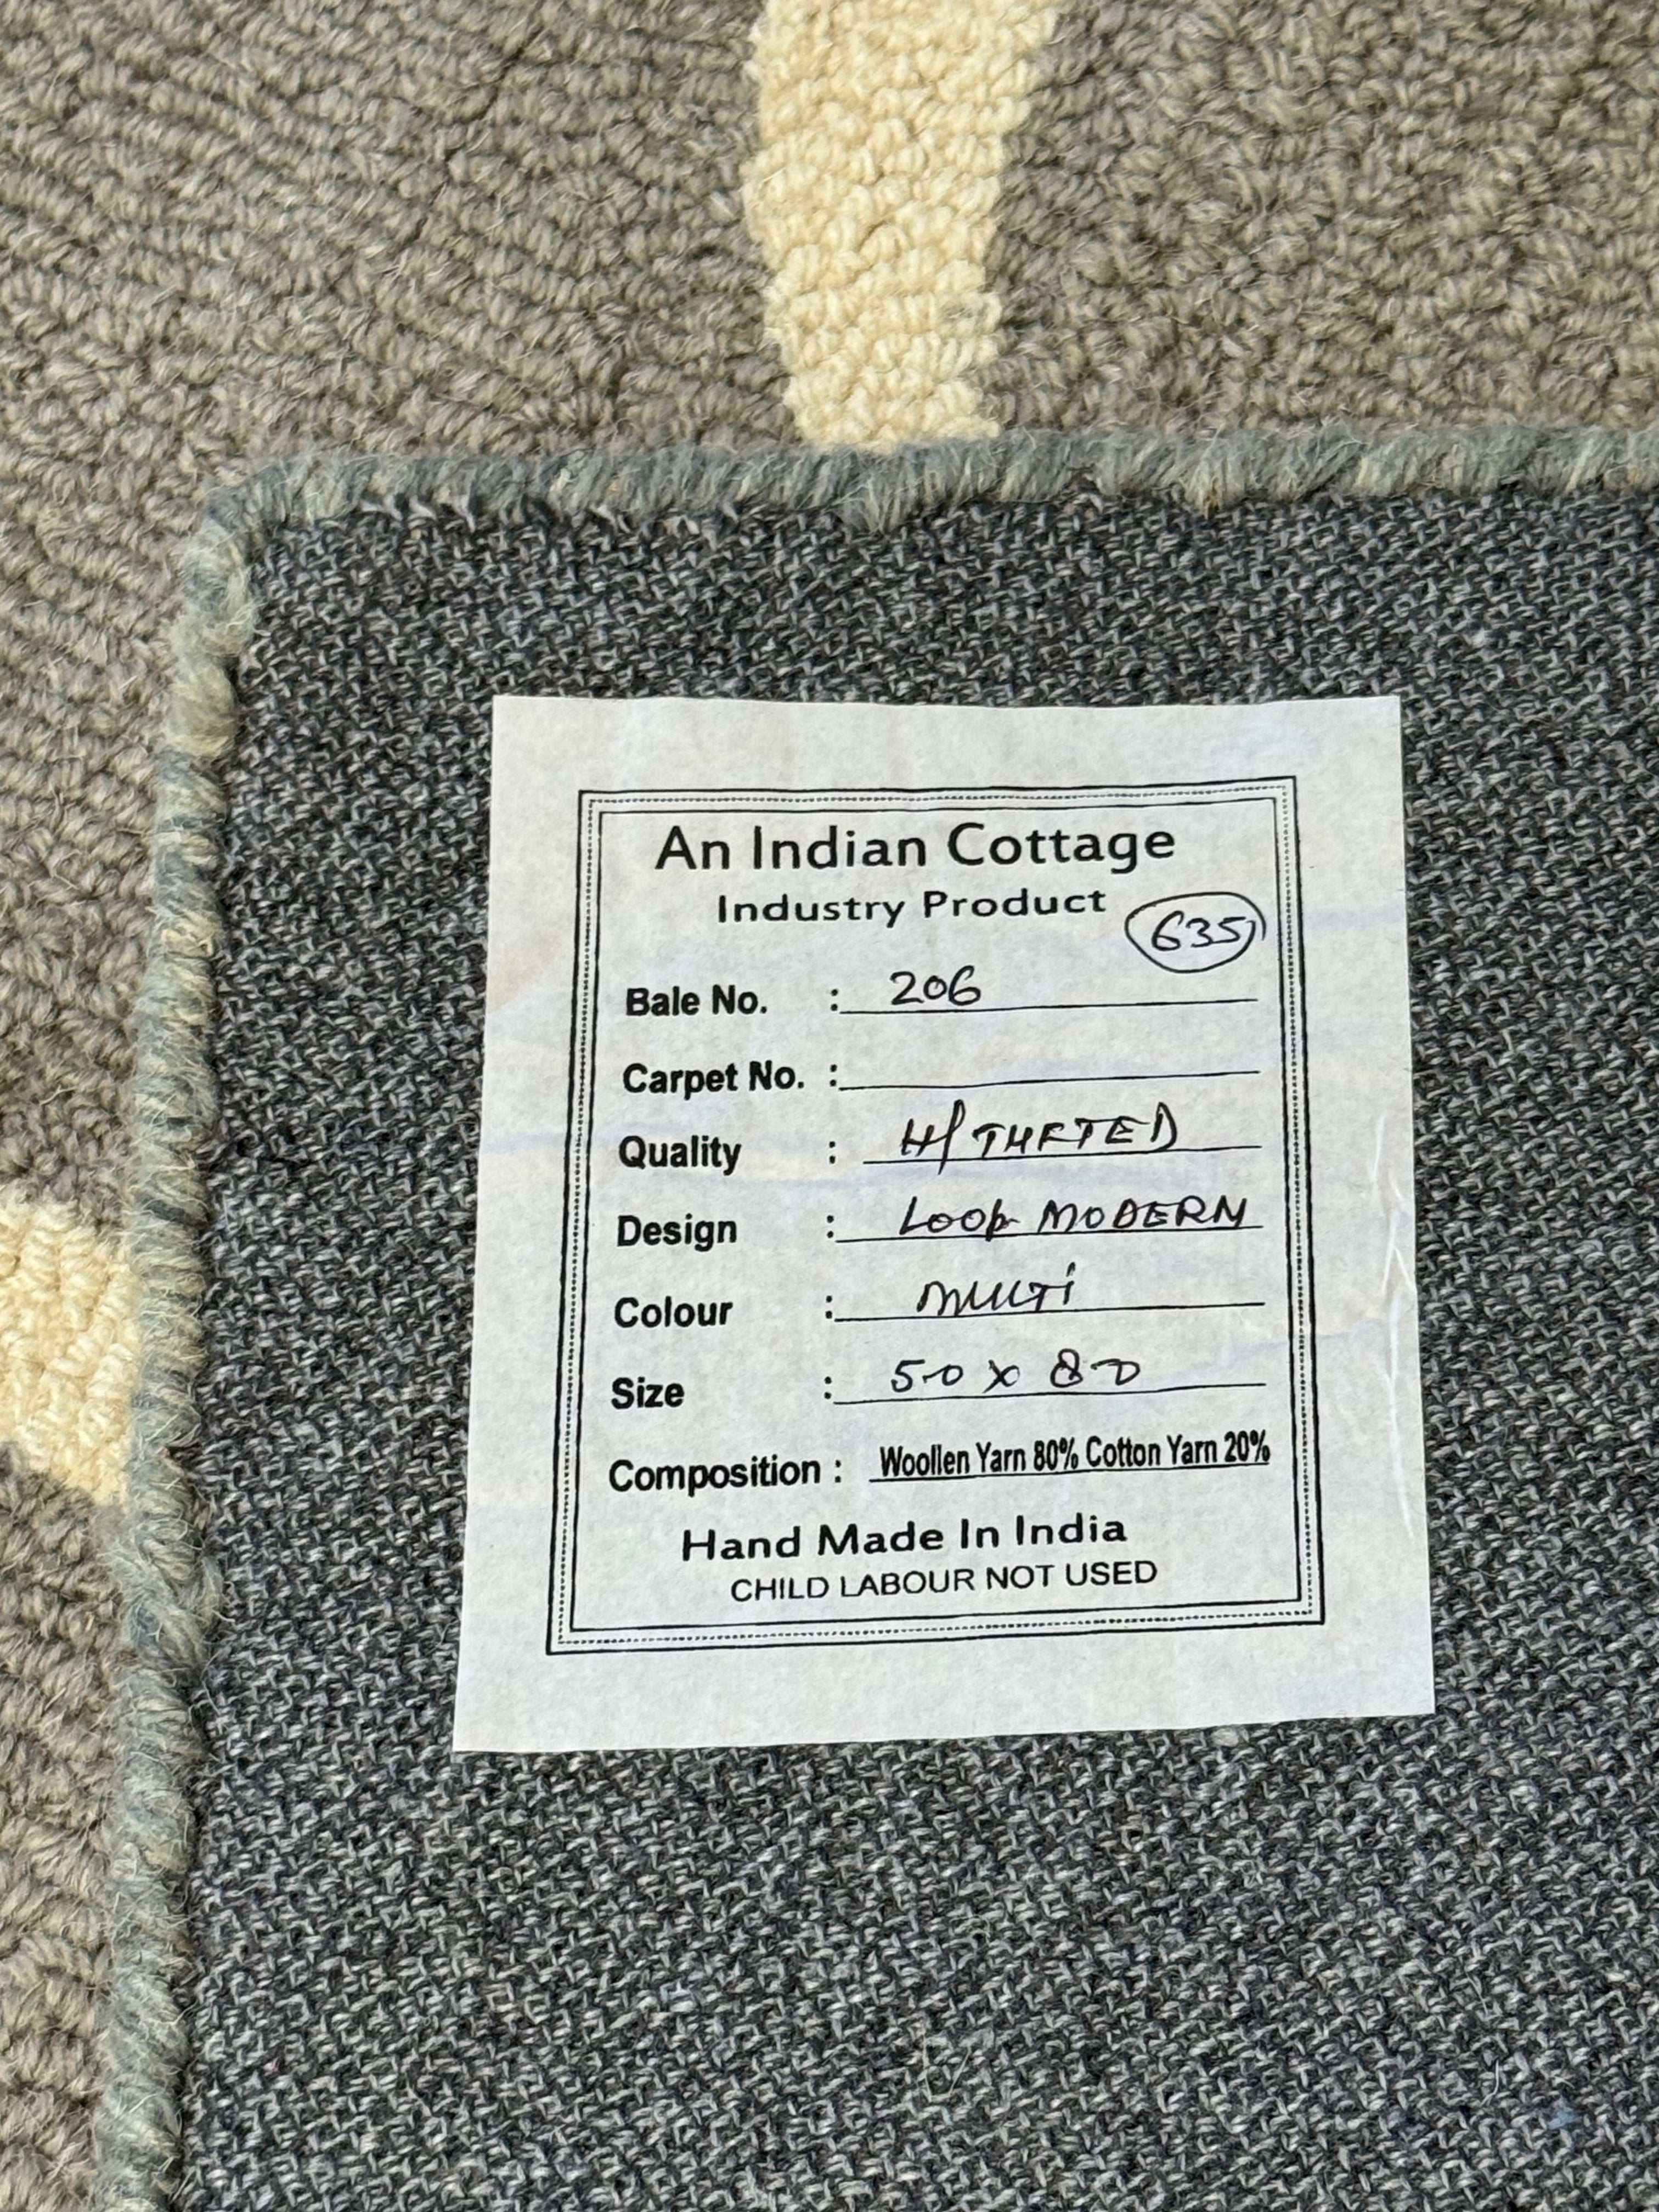 An Indian Cottage
Industry Product
635
Bale No. : 206
Carpet No. :
Quality : H/TUFTED
Design : Loop MODERN
Colour : MULTi
Size : 5-0 x 8-0
Composition : Woollen Yarn 80% Cotton Yarn 20%
Hand Made In India
CHILD LABOUR NOT USED